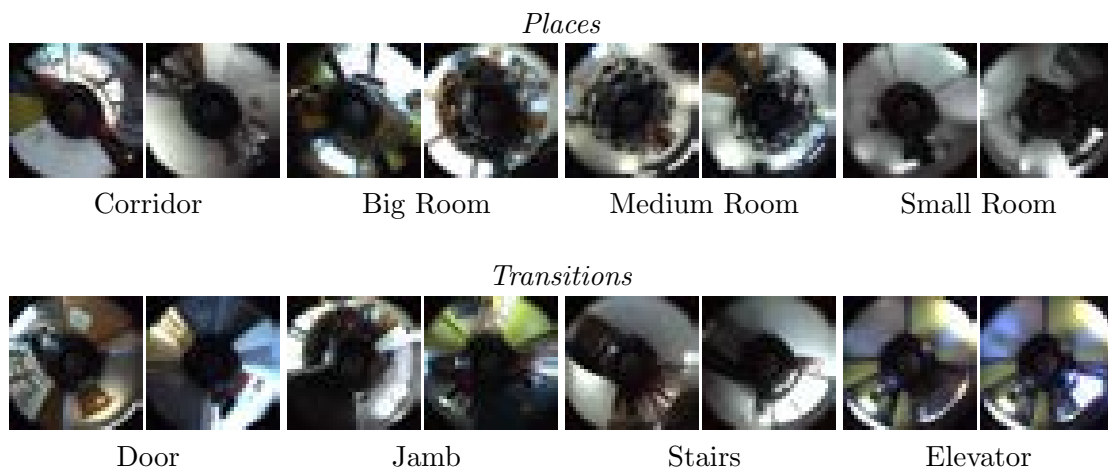 Places
Corridor Big Room Medium Room Small Room
Transitions
Door Jamb Stairs Elevator